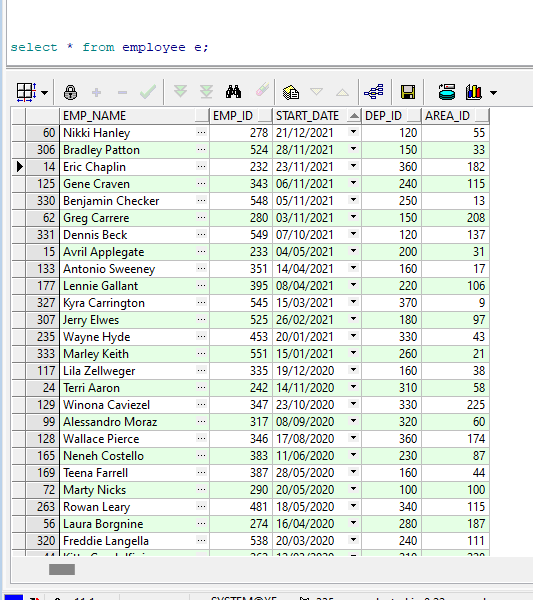 select * from employee e;
EMP_NAME EMP_ID START_DATE DEP_ID AREA_ID
60 Nikki Hanley ... 278 21/12/2021 120 55
306 Bradley Patton ... 524 28/11/2021 150 33
14 Eric Chaplin ... 232 23/11/2021 360 182
125 Gene Craven ... 343 06/11/2021 240 115
330 Benjamin Checker ... 548 05/11/2021 250 13
62 Greg Carrere ... 280 03/11/2021 150 208
331 Dennis Beck ... 549 07/10/2021 120 137
15 Avril Applegate ... 233 04/05/2021 200 31
133 Antonio Sweeney ... 351 14/04/2021 160 17
177 Lennie Gallant ... 395 08/04/2021 220 106
327 Kyra Carrington ... 545 15/03/2021 370 9
307 Jerry Elwes ... 525 26/02/2021 180 97
235 Wayne Hyde ... 453 20/01/2021 330 43
333 Marley Keith ... 551 15/01/2021 260 21
117 Lila Zellweger ... 335 19/12/2020 160 38
24 Terri Aaron ... 242 14/11/2020 310 58
129 Winona Caviezel ... 347 23/10/2020 330 225
99 Alessandro Moraz ... 317 08/09/2020 320 60
128 Wallace Pierce ... 346 17/08/2020 360 174
165 Neneh Costello ... 383 11/06/2020 230 87
169 Teena Farrell ... 387 28/05/2020 160 44
72 Marty Nicks ... 290 20/05/2020 100 100
263 Rowan Leary ... 481 18/05/2020 340 115
56 Laura Borgnine ... 274 16/04/2020 280 187
320 Freddie Langella ... 538 20/03/2020 240 111